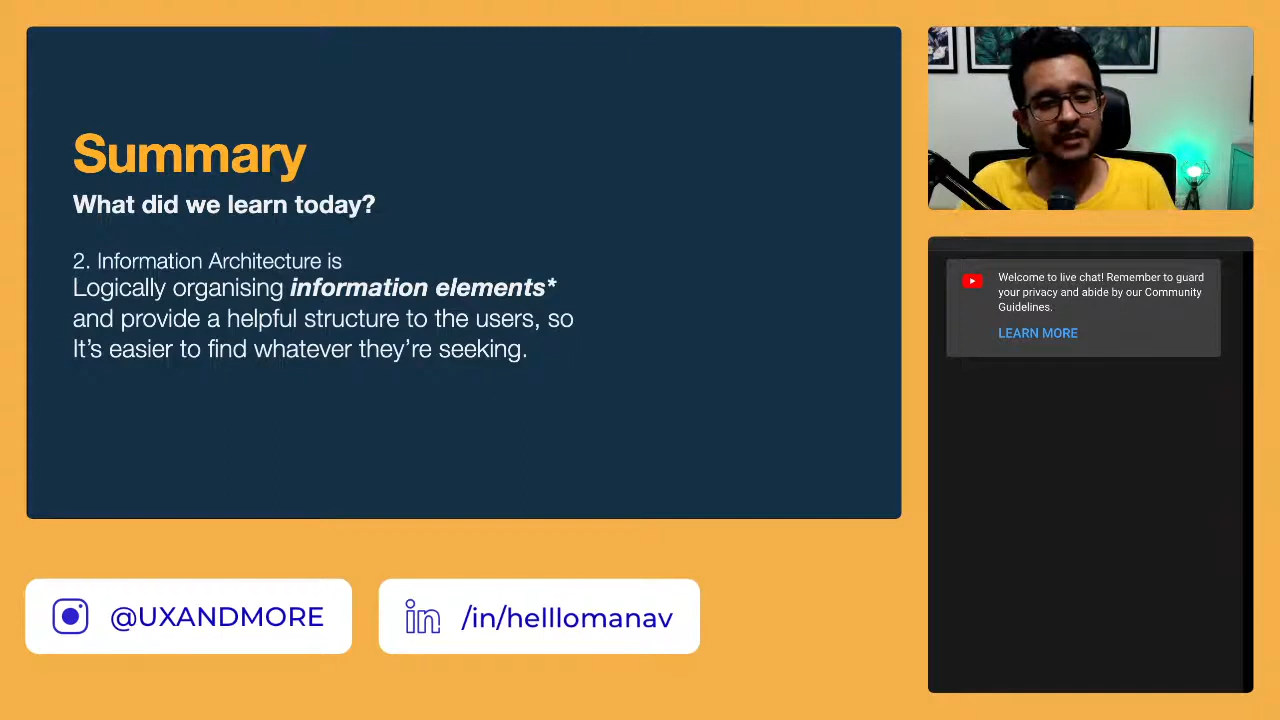 Summary
What did we learn today?
2. Information Architecture is
Logically organising information elements*
and provide a helpful structure to the users, so
It’s easier to find whatever they’re seeking.
Welcome to live chat! Remember to guard
your privacy and abide by our Community
Guidelines.
LEARN MORE
@UXANDMORE
in /in/helllomanav